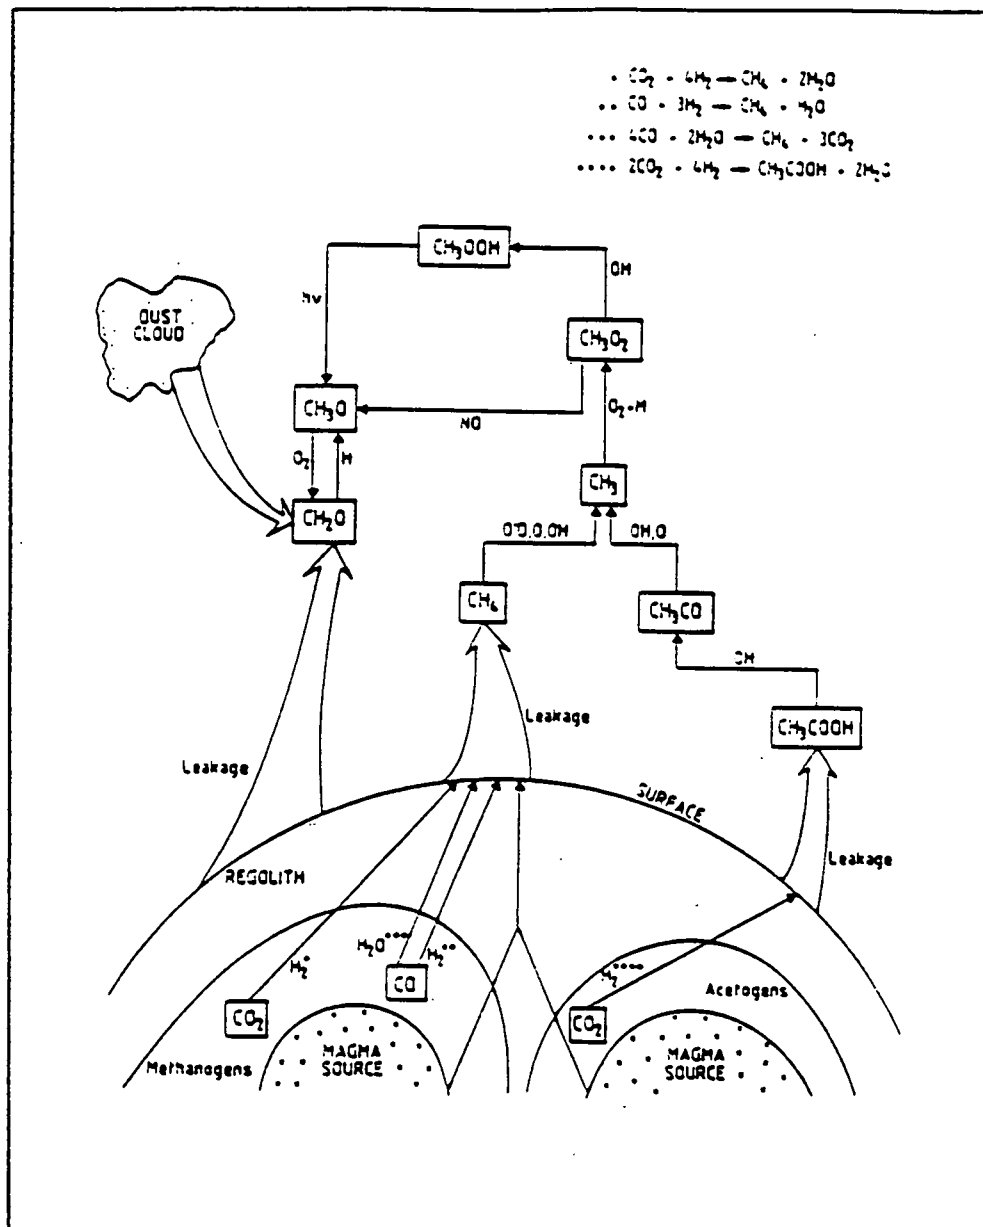 • CO₂ + 4H₂ → CH₄ + 2H₂O
•• CO + 3H₂ → CH₄ + H₂O
••• 4CO + 2H₂O → CH₄ + 3CO₂
•••• 2CO₂ + 4H₂ → CH₃COOH + 2H₂O
CH₃OOH
OH
hν
DUST
CLOUD
CH₃O₂
CH₃O
NO
O₂+M
O₂
H
CH₃
CH₂O
O'D,O,OH
OH,O
CH₄
CH₃CO
OH
Leakage
CH₃COOH
Leakage
SURFACE
Leakage
REGOLITH
H₂O••••
H₂••
H₂•
H₂••••
CO
Acetogens
CO₂
CO₂
Methanogens
MAGMA
SOURCE
MAGMA
SOURCE